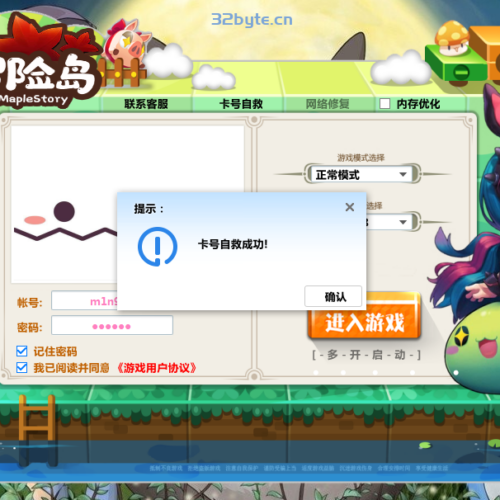 32byte.cn
冒险岛
MapleStory
联系客服
卡号自救
网络修复
内存优化
游戏模式选择
正常模式
选择
提示：
卡号自救成功!
确认
帐号:
m1n
密码:
●●●●●●
记住密码
我已阅读并同意 《游戏用户协议》
进入游戏
[ - 多 - 开 - 启 - 动 - ]